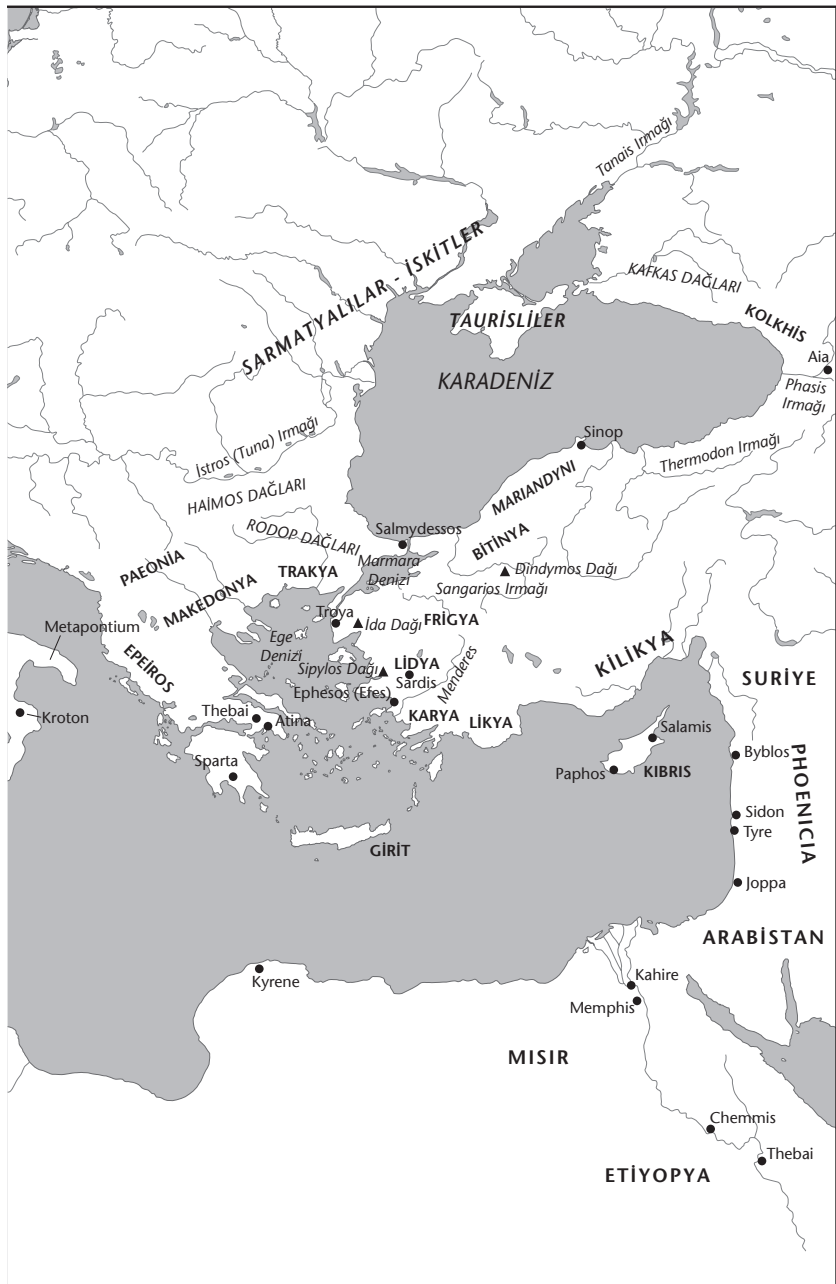 Tanais Irmağı
SARMATYALILAR - İSKİTLER
KAFKAS DAĞLARI
TAURİSLİLER
KOLKHİS
Aia
KARADENİZ
Phasis
Irmağı
Sinop
İstros (Tuna) Irmağı
Thermodon Irmağı
HAİMOS DAĞLARI
MARIANDYNI
RODOP DAĞLARI
Salmydessos
BİTİNYA
PAEONİA
Marmara
Denizi
TRAKYA
Dindymos Dağı
MAKEDONYA
Sangarios Irmağı
Troya
İda Dağı
FRİGYA
Metapontium
Ege
Denizi
EPEİROS
Sipylos Dağı
LİDYA
Sardis
Menderes
KİLİKYA
SURİYE
Ephesos (Efes)
Kroton
Thebai
Atina
KARYA
LİKYA
Salamis
Byblos
PHOENICIA
Sparta
Paphos
KIBRIS
Sidon
Tyre
GİRİT
Joppa
ARABİSTAN
Kyrene
Kahire
Memphis
MISIR
Chemmis
Thebai
ETİYOPYA